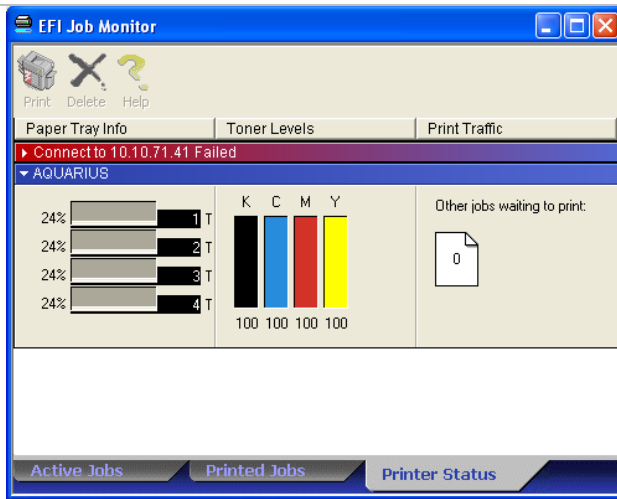 EFI Job Monitor
Print Delete Help
Paper Tray Info Toner Levels Print Traffic
Connect to 10.10.71.41 Failed
AQUARIUS
24% 1 T
24% 2 T
24% 3 T
24% 4 T
K C M Y
100 100 100 100
Other jobs waiting to print:
0
Active Jobs Printed Jobs Printer Status